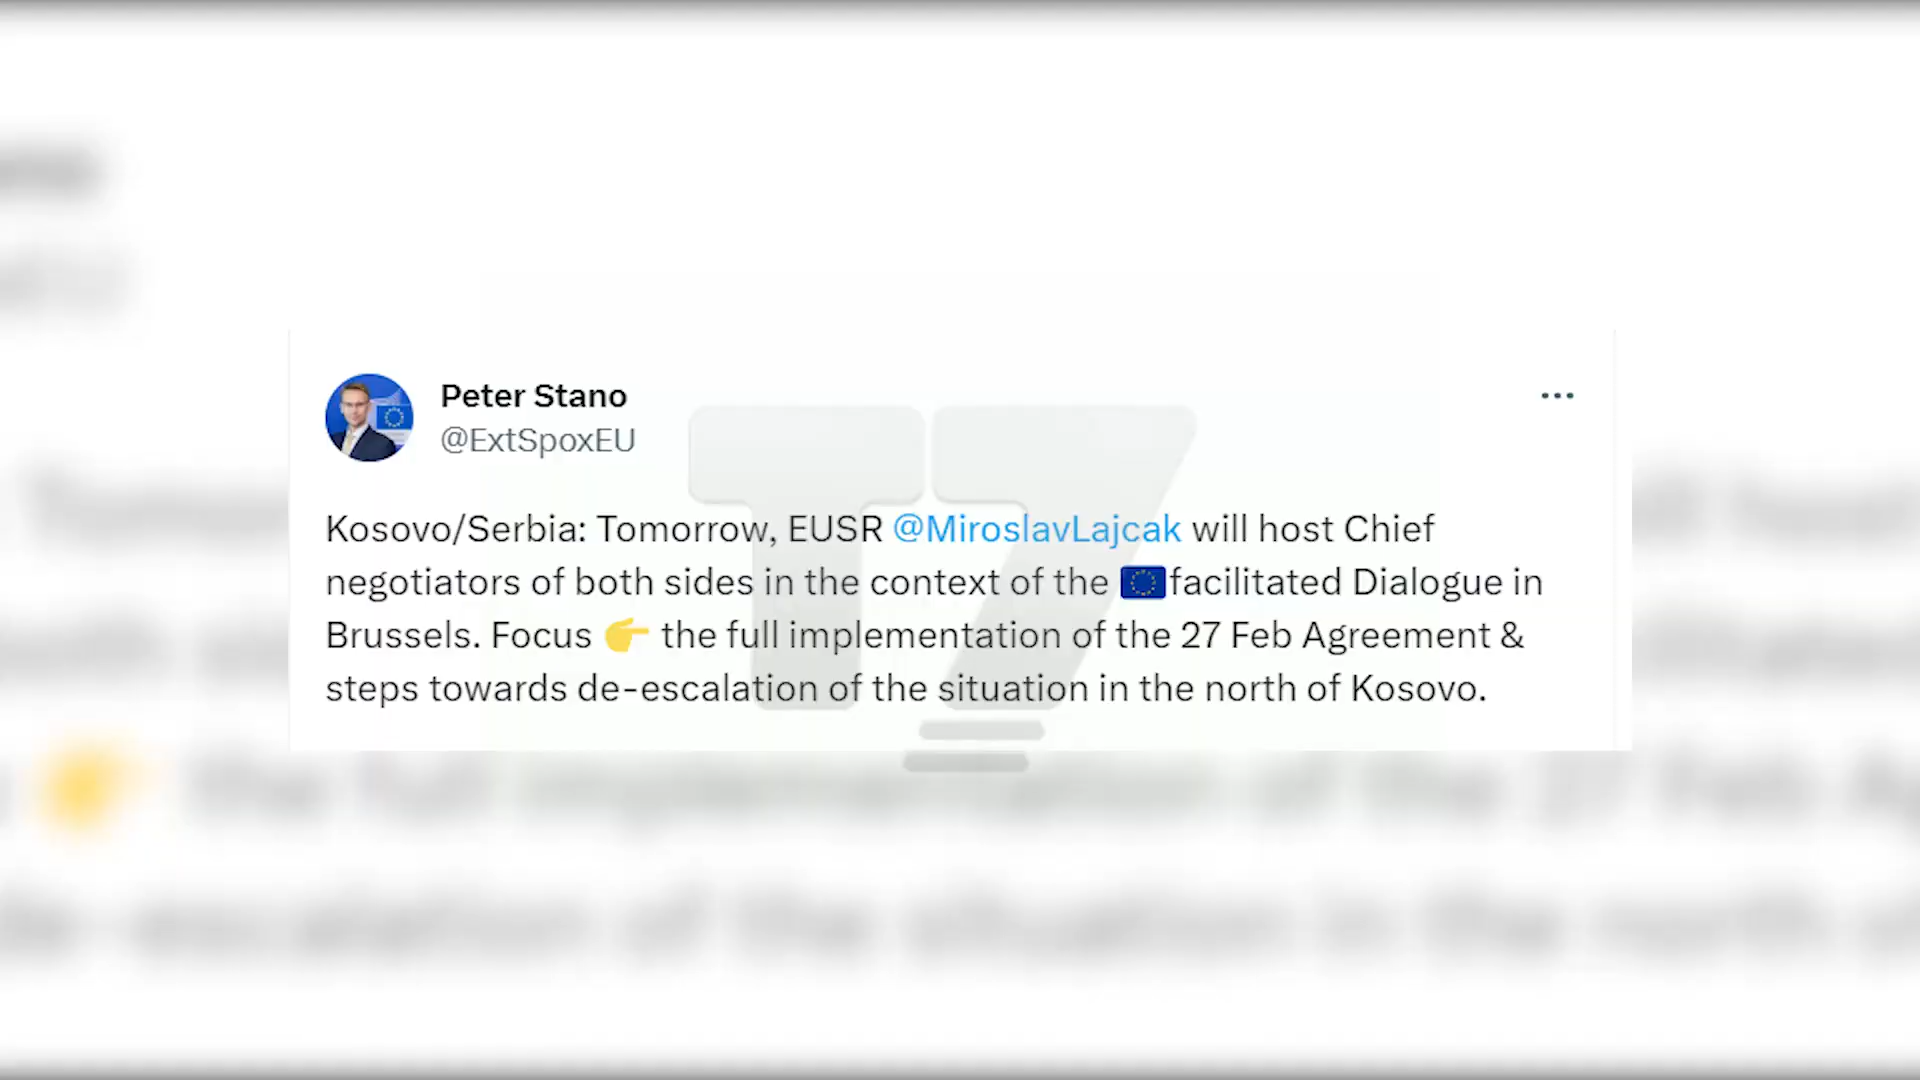 Peter Stano
@ExtSpoxEU
Kosovo/Serbia: Tomorrow, EUSR @MiroslavLajcak will host Chief
negotiators of both sides in the context of the 🇪🇺facilitated Dialogue in
Brussels. Focus 👉 the full implementation of the 27 Feb Agreement &
steps towards de-escalation of the situation in the north of Kosovo.
T7